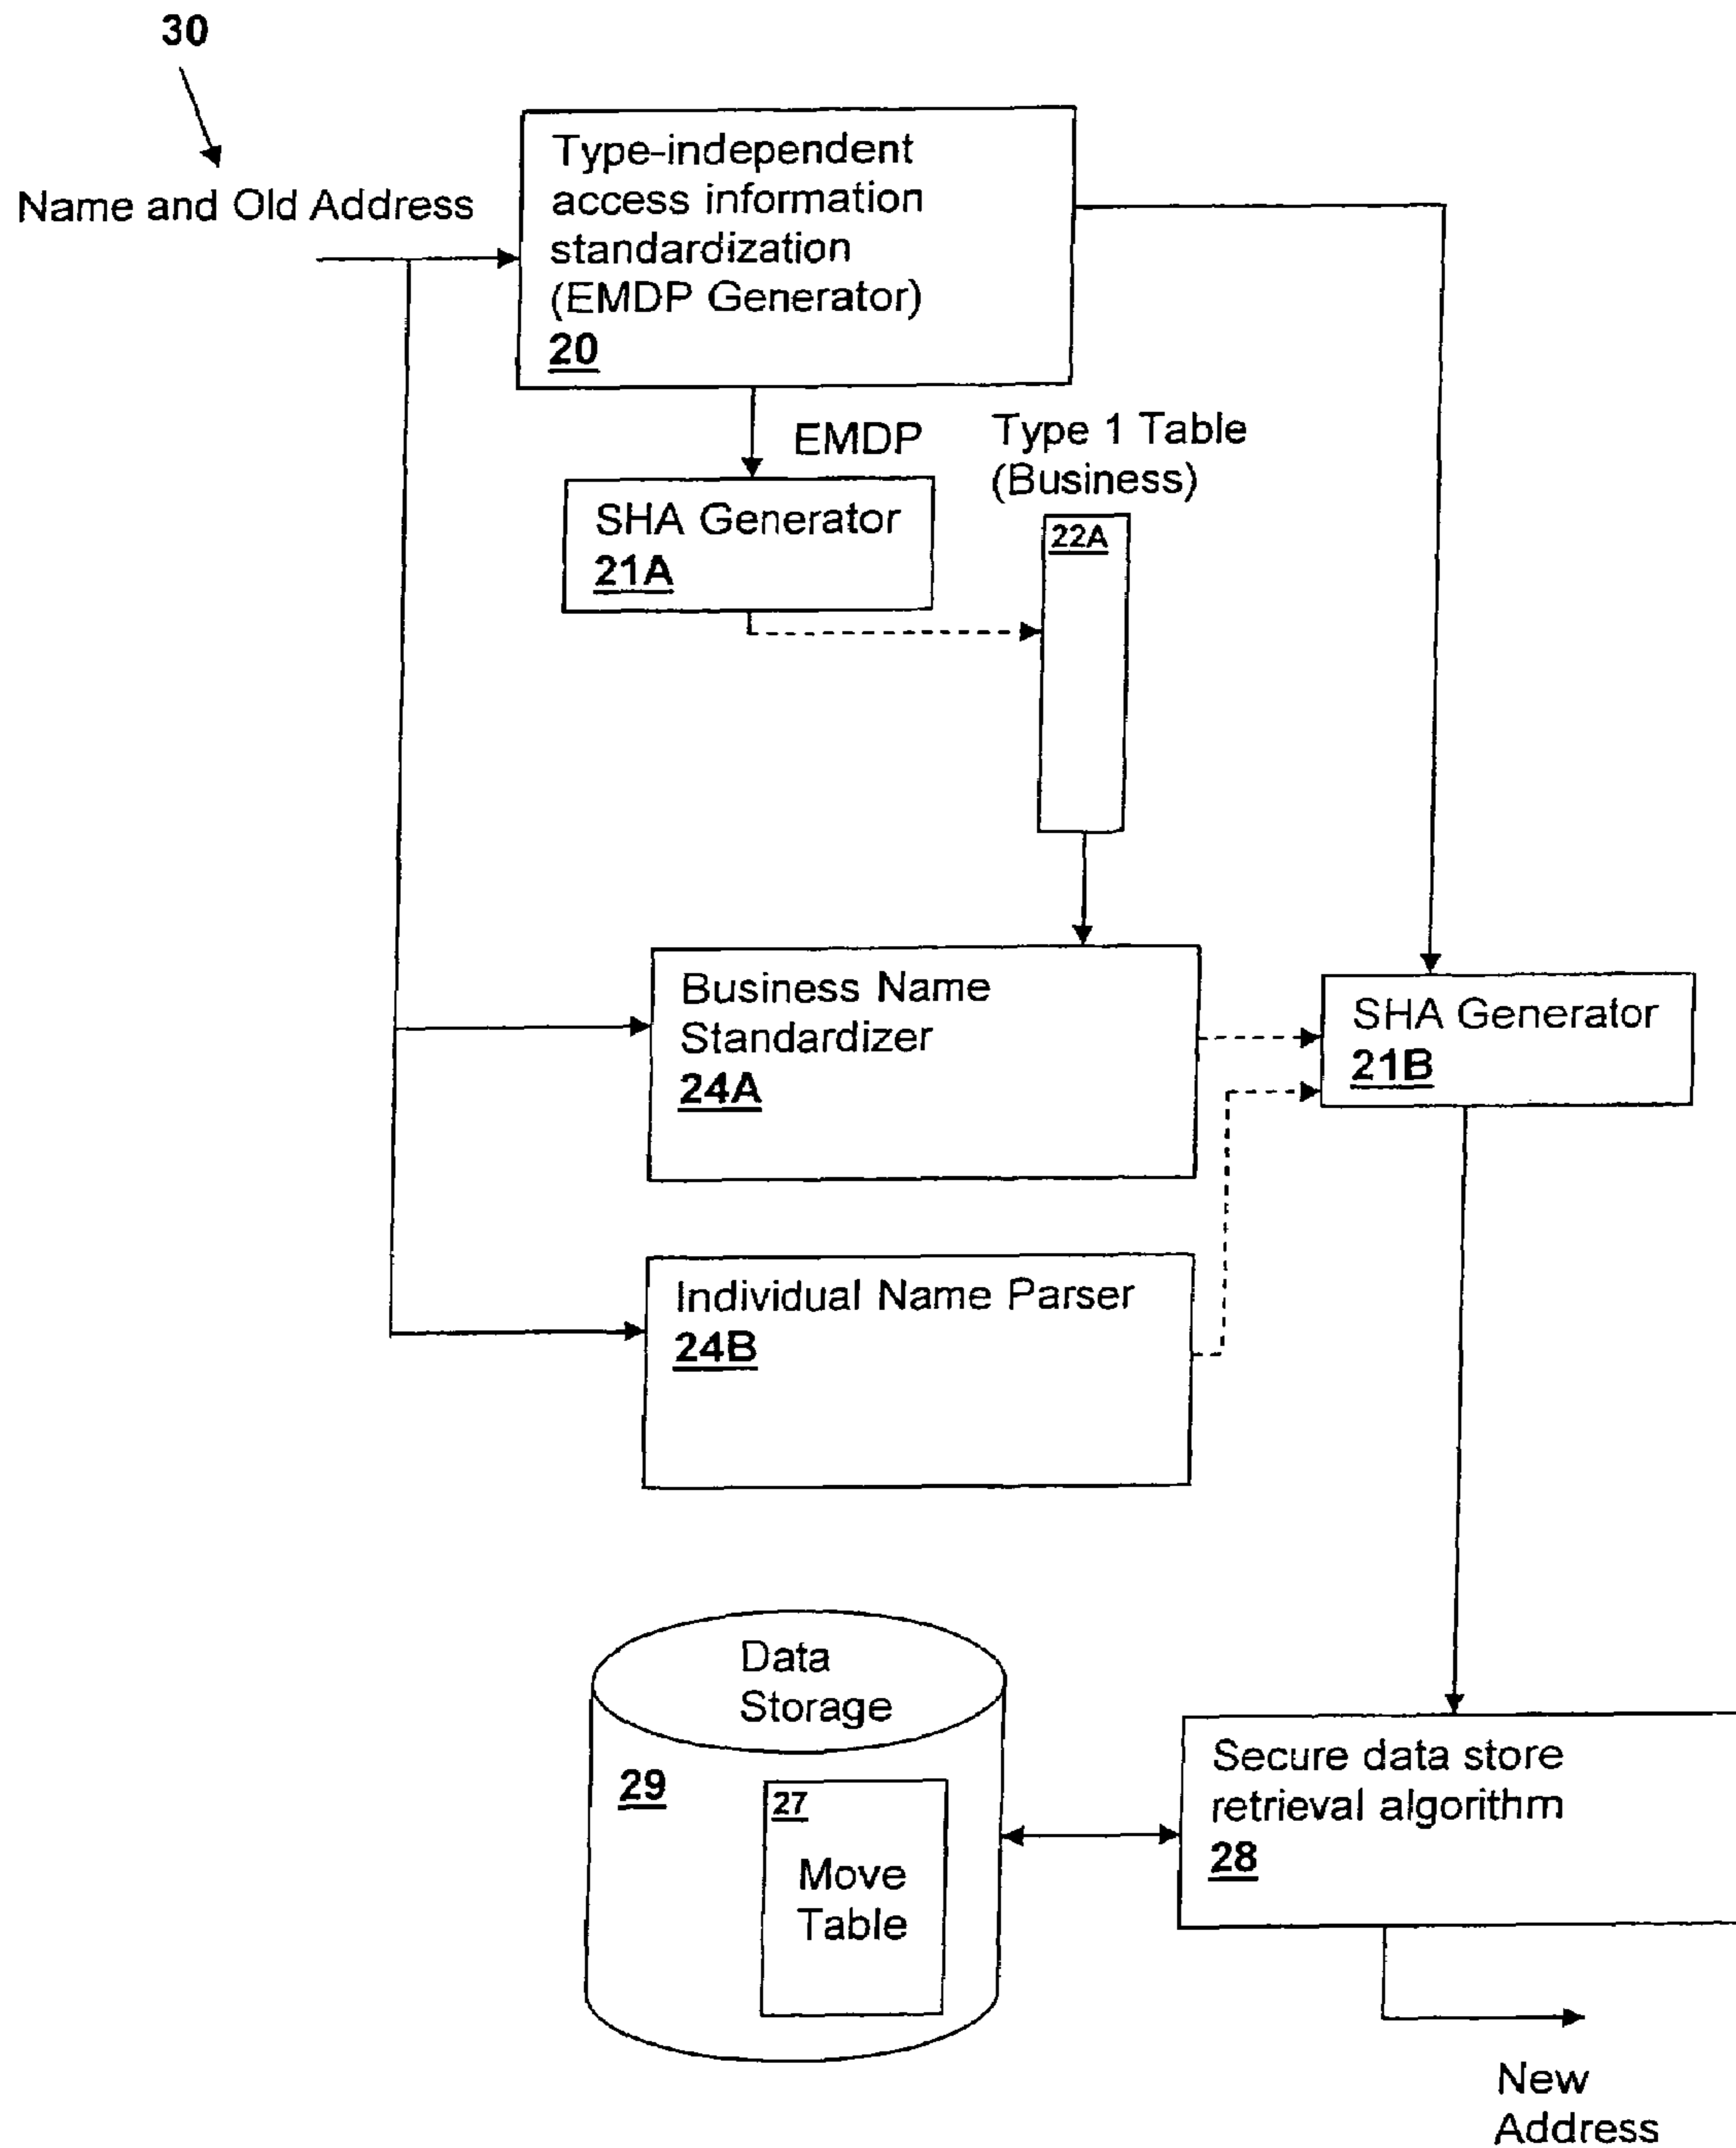 30
Name and Old Address
Type-independent
access information
standardization
(EMDP Generator)
20
EMDP
Type 1 Table
(Business)
SHA Generator
21A
22A
Business Name
Standardizer
24A
SHA Generator
21B
Individual Name Parser
24B
Data
Storage
29
27
Move
Table
Secure data store
retrieval algorithm
28
New
Address